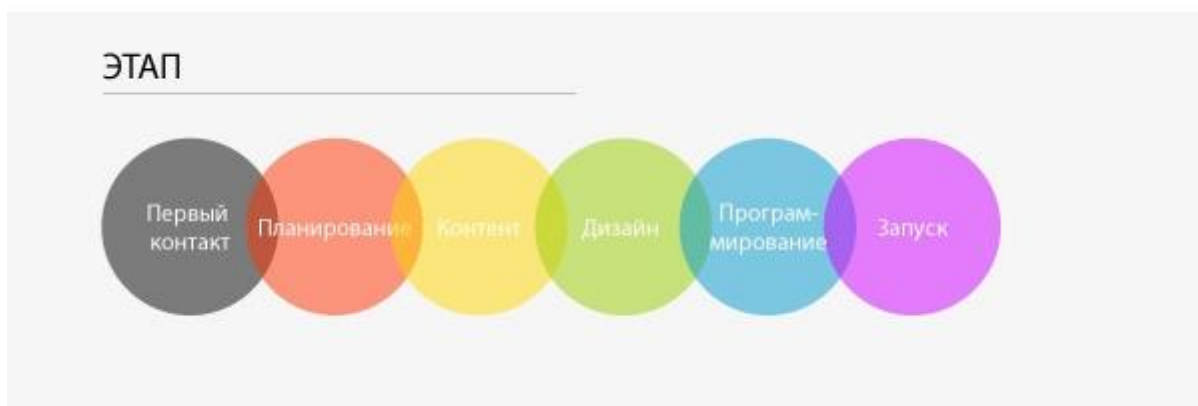 ЭТАП
Первый
контакт
Планирование
Контент
Дизайн
Програм-
мирование
Запуск